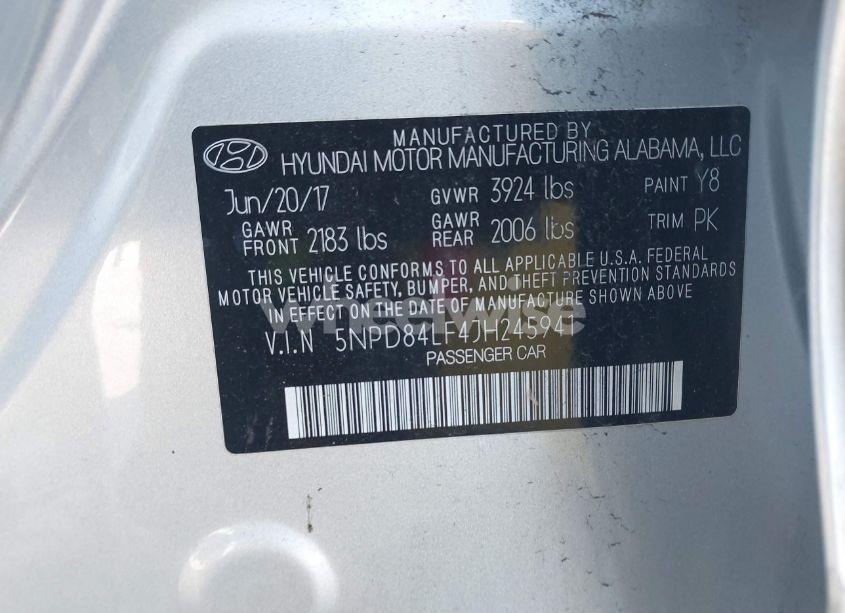 MANUFACTURED BY
HYUNDAI MOTOR MANUFACTURING ALABAMA, LLC
Jun/20/17 GVWR 3924 lbs PAINT Y8
GAWR FRONT 2183 lbs GAWR REAR 2006 lbs TRIM PK
THIS VEHICLE CONFORMS TO ALL APPLICABLE U.S.A. FEDERAL
MOTOR VEHICLE SAFETY, BUMPER, AND THEFT PREVENTION STANDARDS
IN EFFECT ON THE DATE OF MANUFACTURE SHOWN ABOVE.
wheelwise
V.I.N
PASSENGER CAR